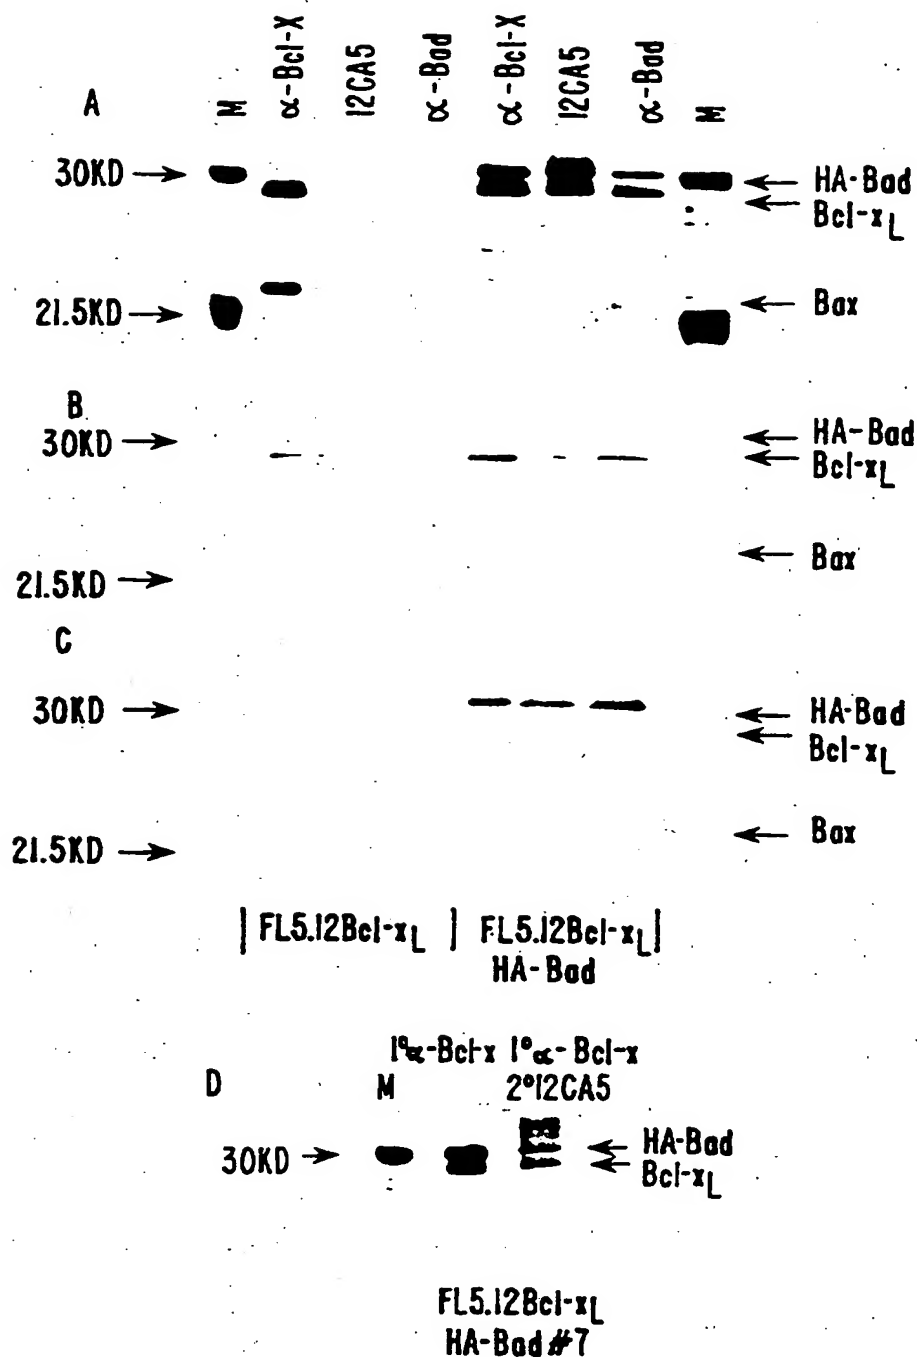 A
M
α-Bcl-X
12CA5
α-Bad
α-Bcl-X
12CA5
α-Bad
M
30KD
HA-Bad
Bcl-xL
21.5KD
Bax
B
30KD
HA-Bad
Bcl-xL
Bax
21.5KD
C
30KD
HA-Bad
Bcl-xL
Bax
21.5KD
FL5.12Bcl-xL
FL5.12Bcl-xL
HA-Bad
D
M
1°α-Bcl-x
1°α-Bcl-x
2°12CA5
30KD
HA-Bad
Bcl-xL
FL5.12Bcl-xL
HA-Bad #7